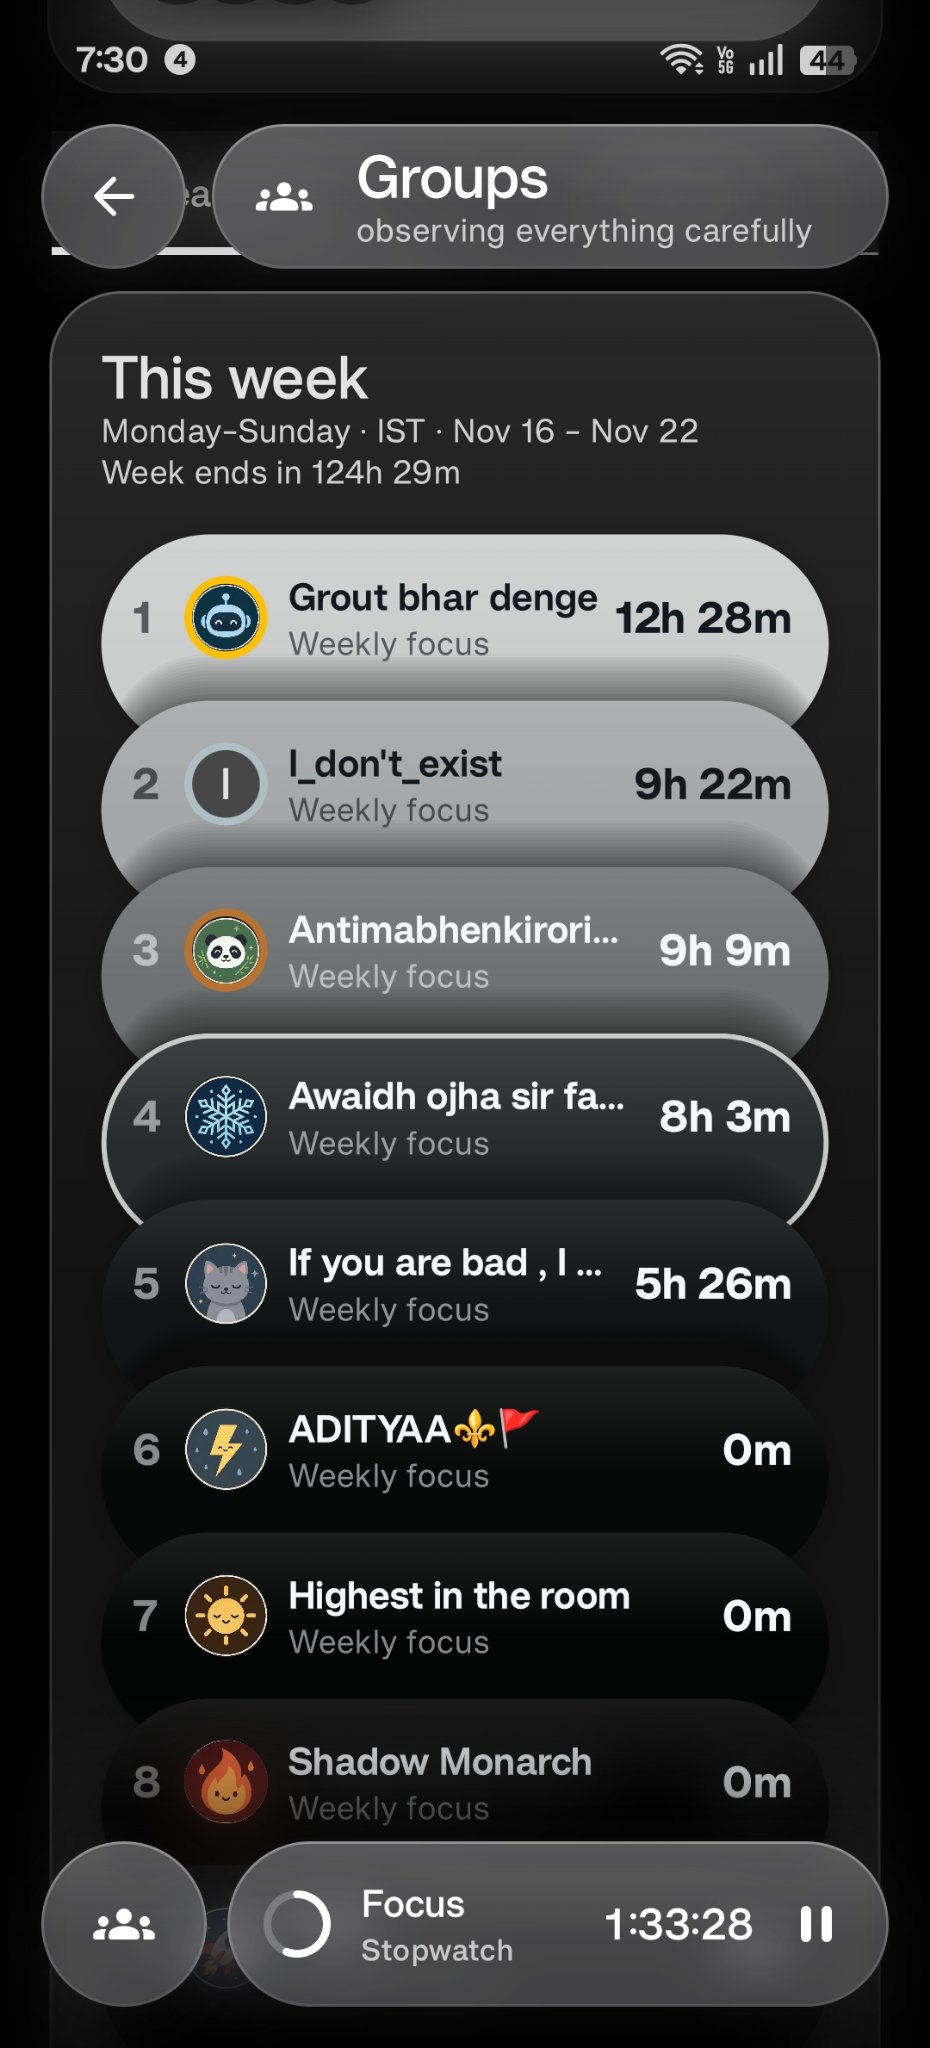 7:30 4 Vo 5G 44
ea
Groups
observing everything carefully
This week
Monday-Sunday · IST · Nov 16 - Nov 22
Week ends in 124h 29m
1 Grout bhar denge 12h 28m
Weekly focus
2 I I_don't_exist 9h 22m
Weekly focus
3 Antimabhenkirori... 9h 9m
Weekly focus
4 Awaidh ojha sir fa... 8h 3m
Weekly focus
5 If you are bad , I ... 5h 26m
Weekly focus
6 ADITYAA⚜️🚩 0m
Weekly focus
7 Highest in the room 0m
Weekly focus
8 Shadow Monarch 0m
Weekly focus
Focus
Stopwatch
1:33:28